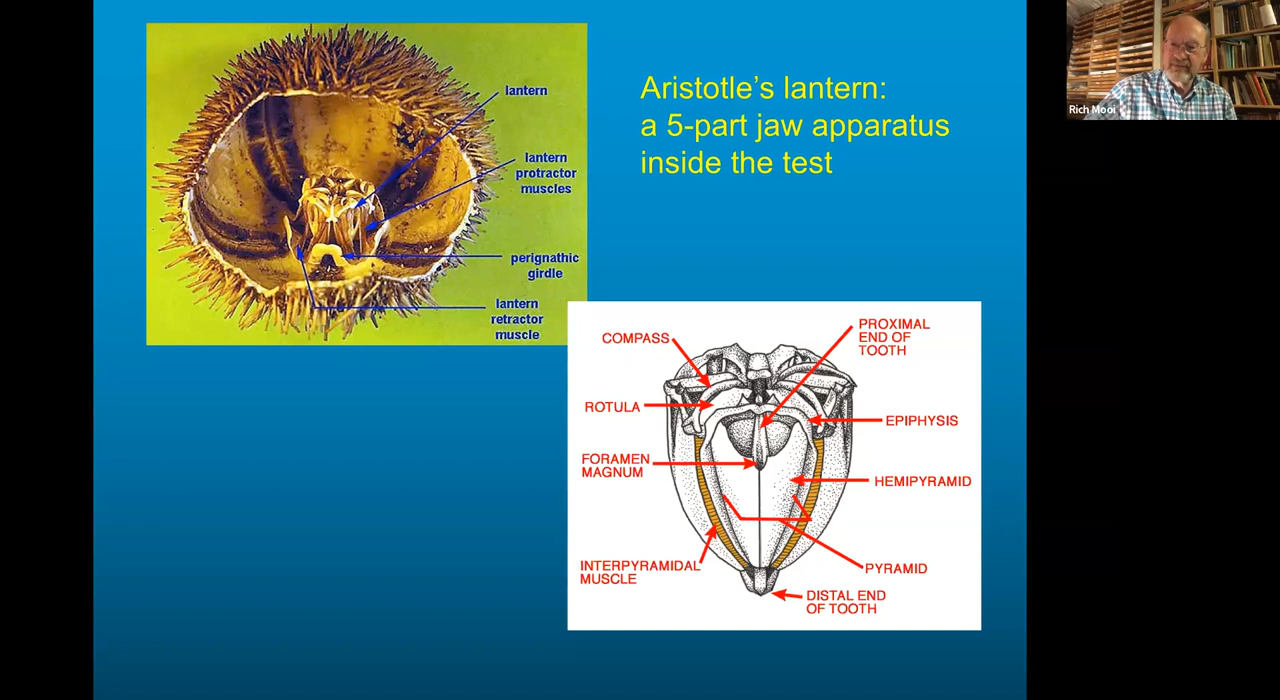 lantern
lantern
protractor
muscles
perignathic
girdle
lantern
retractor
muscle
Aristotle’s lantern:
a 5-part jaw apparatus
inside the test
Rich Mooi
COMPASS
ROTULA
FORAMEN
MAGNUM
INTERPYRAMIDAL
MUSCLE
PROXIMAL
END OF
TOOTH
EPIPHYSIS
HEMIPYRAMID
PYRAMID
DISTAL END
OF TOOTH